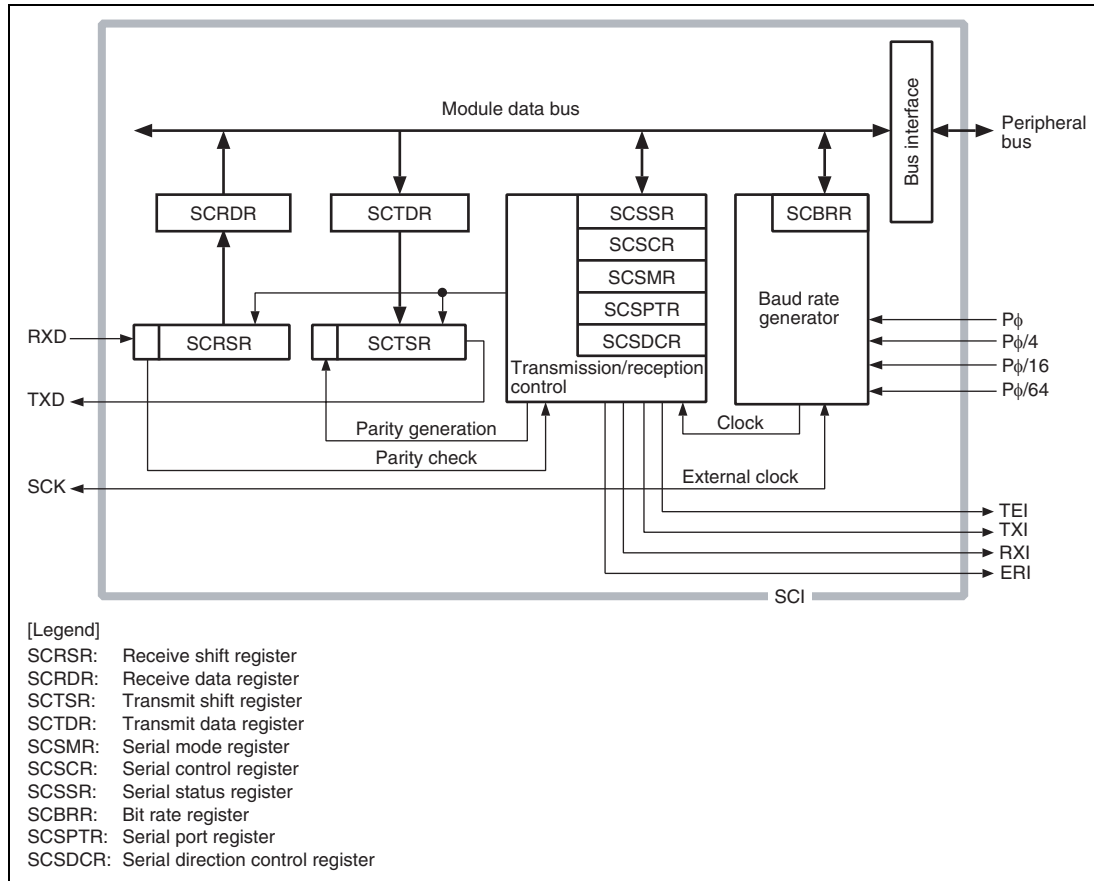 Module data bus
Bus interface
Peripheral
bus
SCRDR
SCTDR
SCSSR
SCBRR
SCSCR
SCSMR
SCSPTR
SCSDCR
Baud rate
generator
Transmission/reception
control
RXD
SCRSR
SCTSR
TXD
Pϕ
Pϕ/4
Pϕ/16
Pϕ/64
Parity generation
Clock
Parity check
SCK
External clock
TEI
TXI
RXI
ERI
SCI
[Legend]
SCRSR: Receive shift register
SCRDR: Receive data register
SCTSR: Transmit shift register
SCTDR: Transmit data register
SCSMR: Serial mode register
SCSCR: Serial control register
SCSSR: Serial status register
SCBRR: Bit rate register
SCSPTR: Serial port register
SCSDCR: Serial direction control register